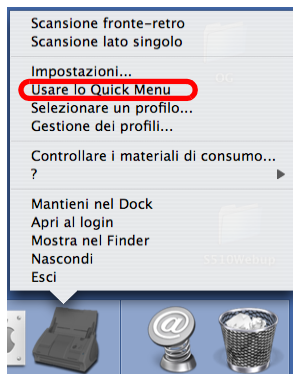 Scansione fronte-retro
Scansione lato singolo
Impostazioni...
Usare lo Quick Menu
Selezionare un profilo...
Gestione dei profili...
Controllare i materiali di consumo...
?
Mantieni nel Dock
Apri al login
Mostra nel Finder
Nascondi
Esci
@